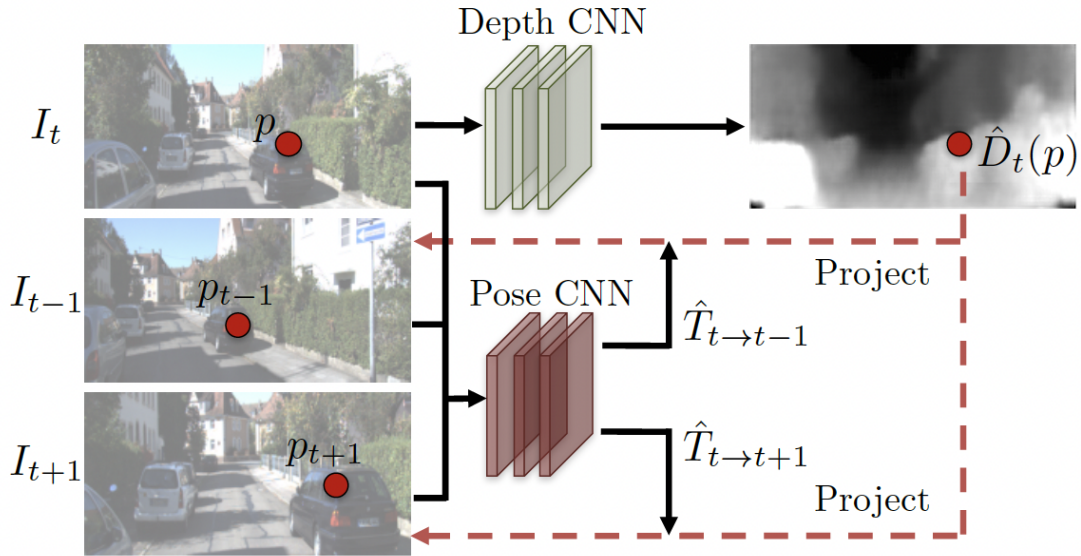 Depth CNN
I_t
p
D̂_t(p)
Project
I_{t−1}
p_{t−1}
Pose CNN
T̂_{t→t−1}
I_{t+1}
p_{t+1}
T̂_{t→t+1}
Project